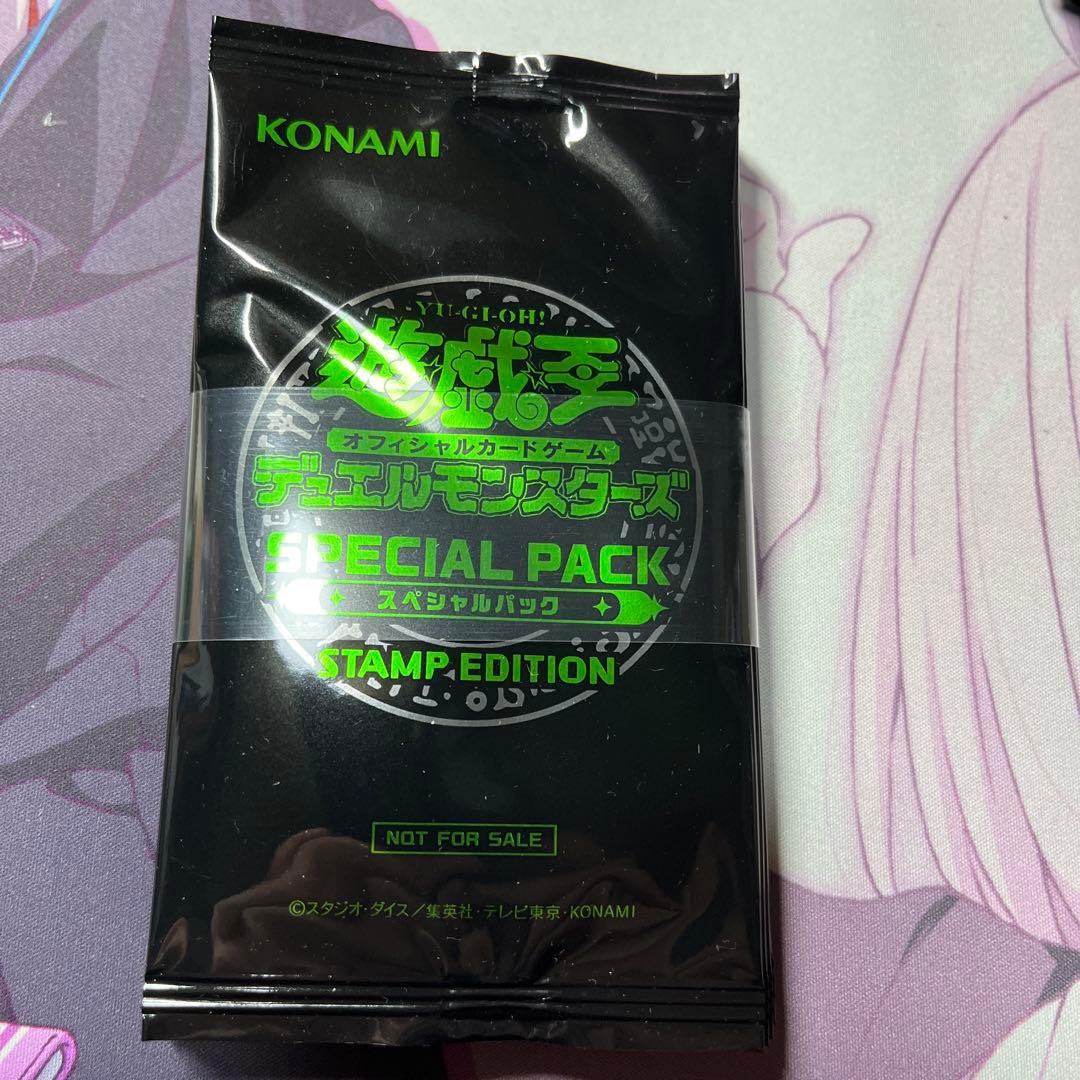 KONAMI
YU-GI-OH!
遊戯王
オフィシャルカードゲーム
デュエルモンスターズ
SPECIAL PACK
スペシャルパック
STAMP EDITION
NOT FOR SALE
©スタジオ・ダイス／集英社・テレビ東京・KONAMI